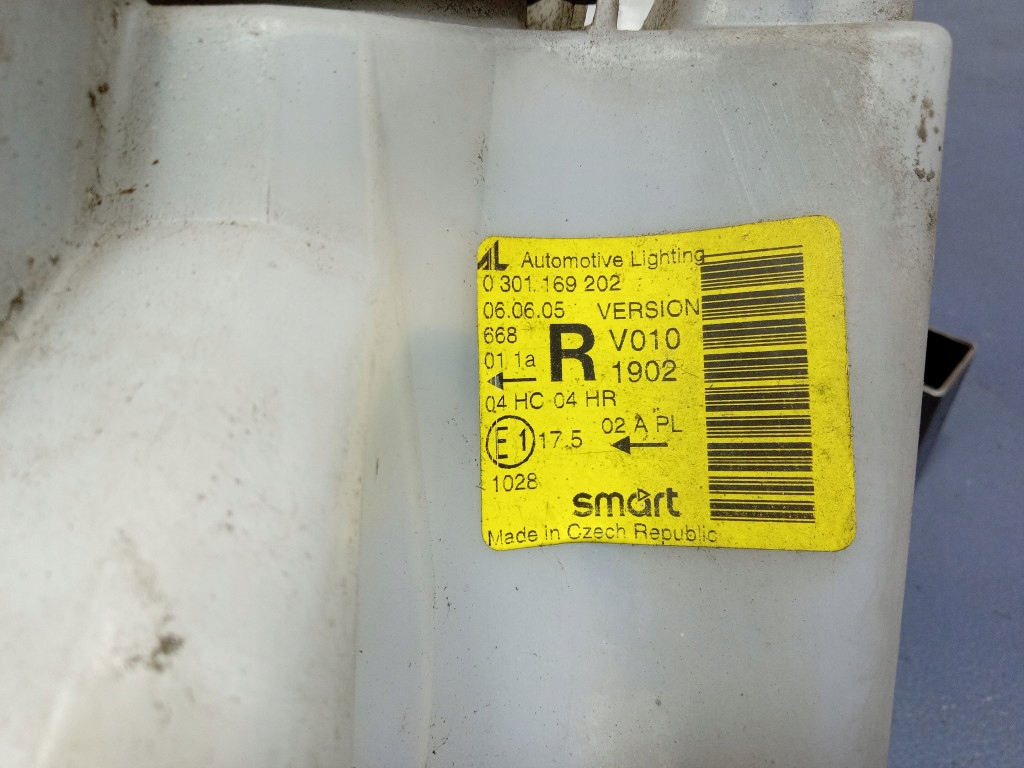 AL Automotive Lighting
0 301 169 202
06.06.05 VERSION
668 R V010
01 1a 1902
04 HC 04 HR
E1 17.5 02 A PL
1028
smart
Made in Czech Republic